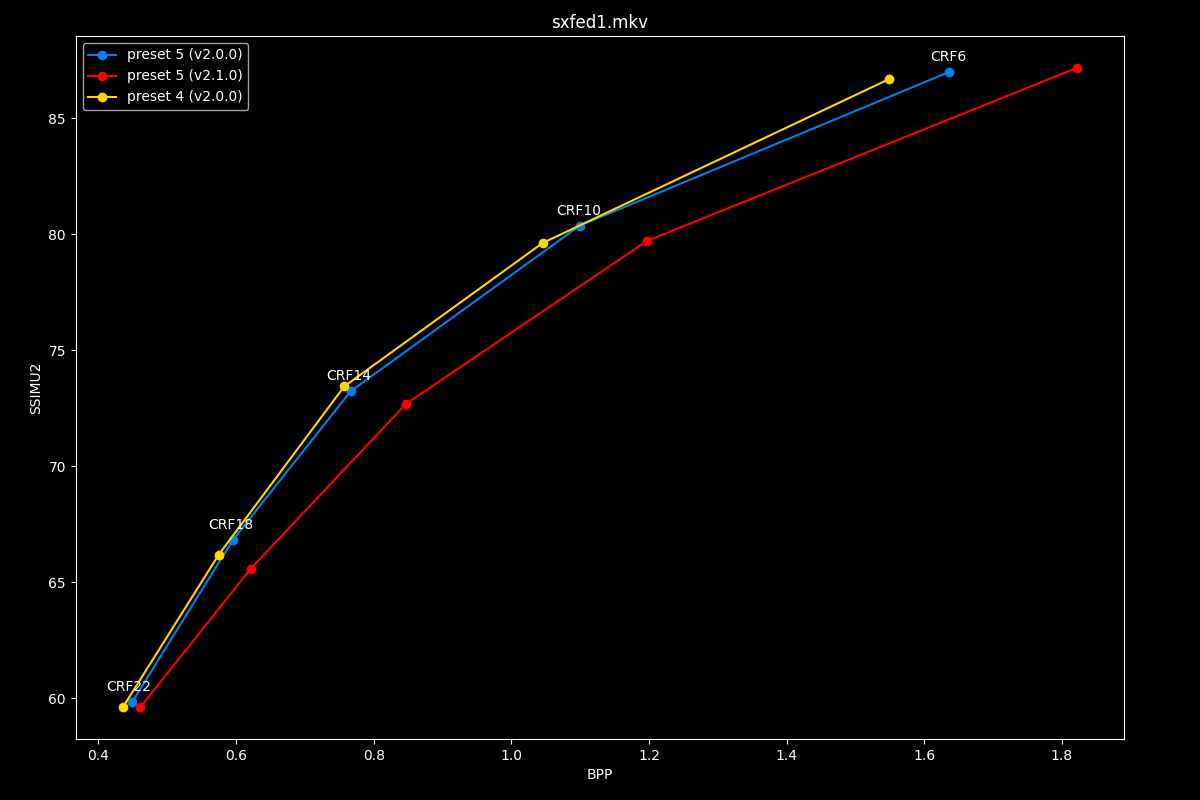 sxfed1.mkv
preset 5 (v2.0.0)
preset 5 (v2.1.0)
preset 4 (v2.0.0)
CRF6
CRF10
CRF14
CRF18
CRF22
85
80
75
70
65
60
SSIMU2
0.4 0.6 0.8 1.0 1.2 1.4 1.6 1.8
BPP